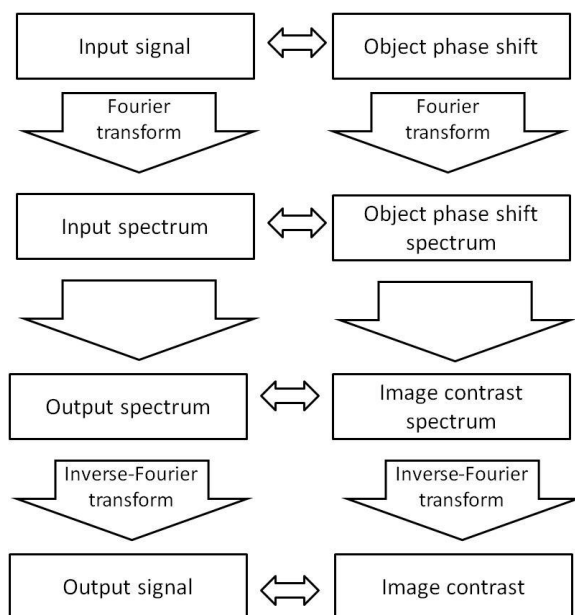 Input signal
Object phase shift
Fourier
transform
Fourier
transform
Input spectrum
Object phase shift
spectrum
Output spectrum
Image contrast
spectrum
Inverse-Fourier
transform
Inverse-Fourier
transform
Output signal
Image contrast